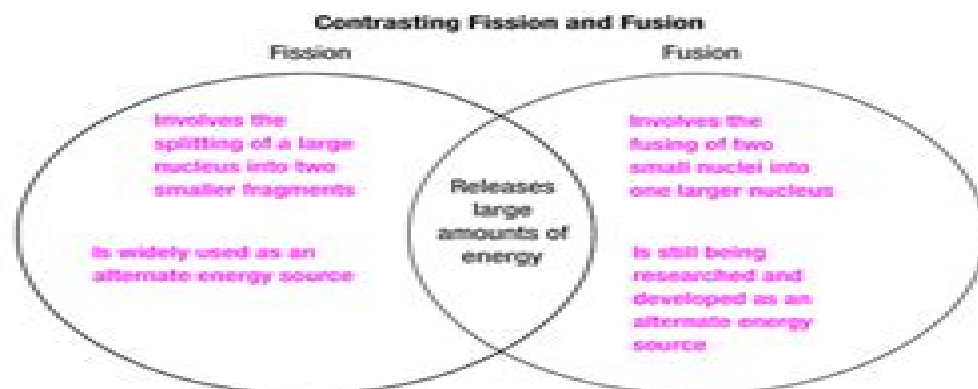 Contrasting Fission and Fusion
Fission
Fusion
Involves the
splitting of a large
nucleus into two
smaller fragments
Is widely used as an
alternate energy source
Releases
large
amounts of
energy
Involves the
fusing of two
small nuclei into
one larger nucleus
Is still being
researched and
developed as an
alternate energy
source